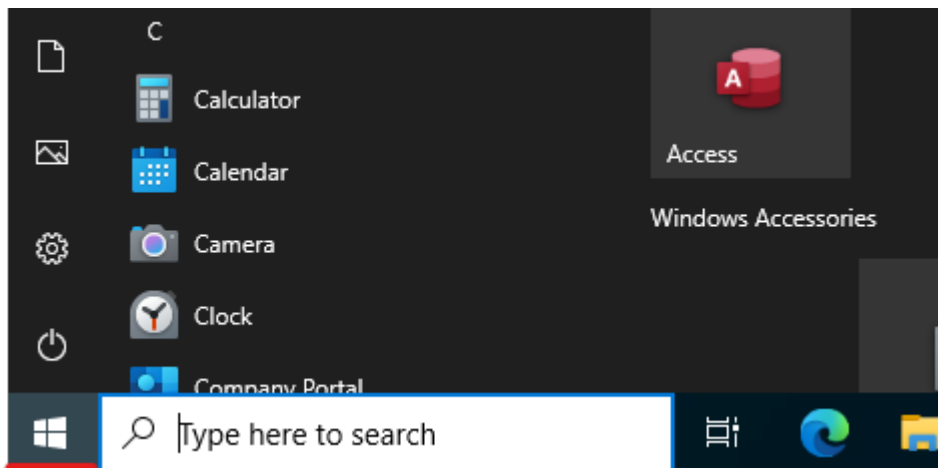 C
Calculator
Calendar
Camera
Clock
Company Portal
A
Access
Windows Accessories
Type here to search